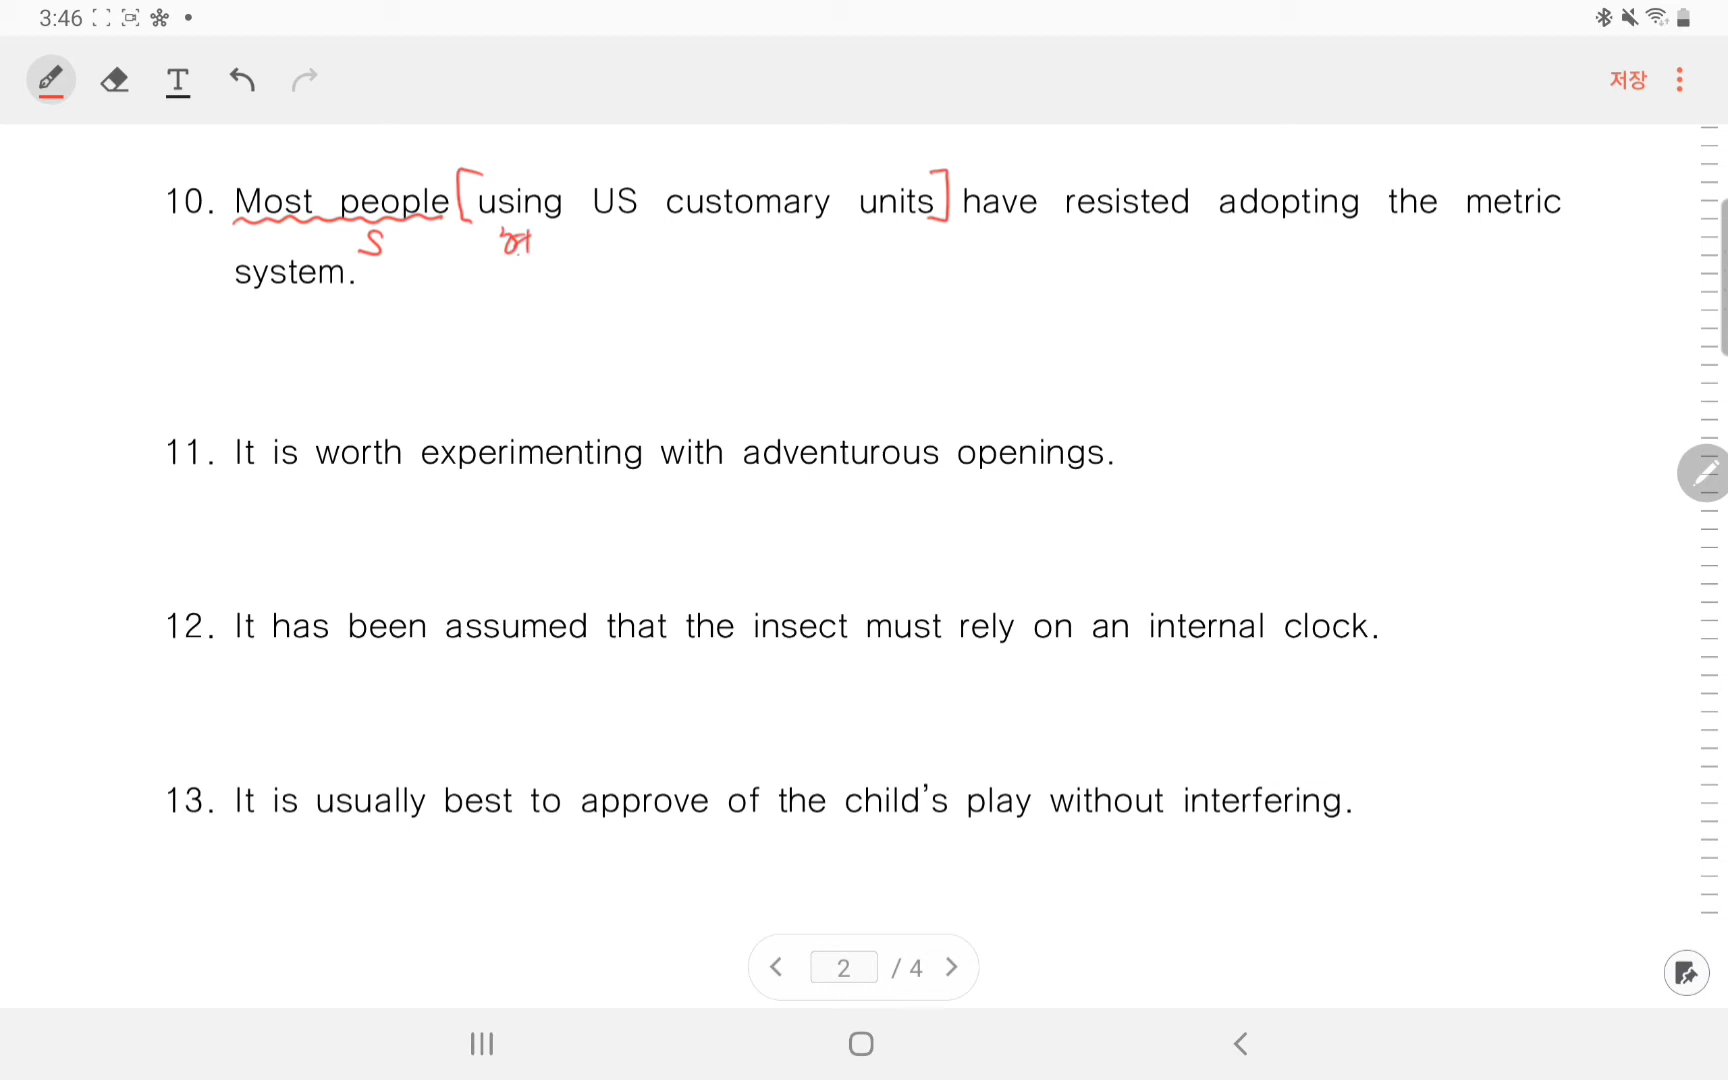 3:46
저장
10. Most people [using US customary units] have resisted adopting the metric
S 형
system.
11. It is worth experimenting with adventurous openings.
12. It has been assumed that the insect must rely on an internal clock.
13. It is usually best to approve of the child's play without interfering.
2 / 4